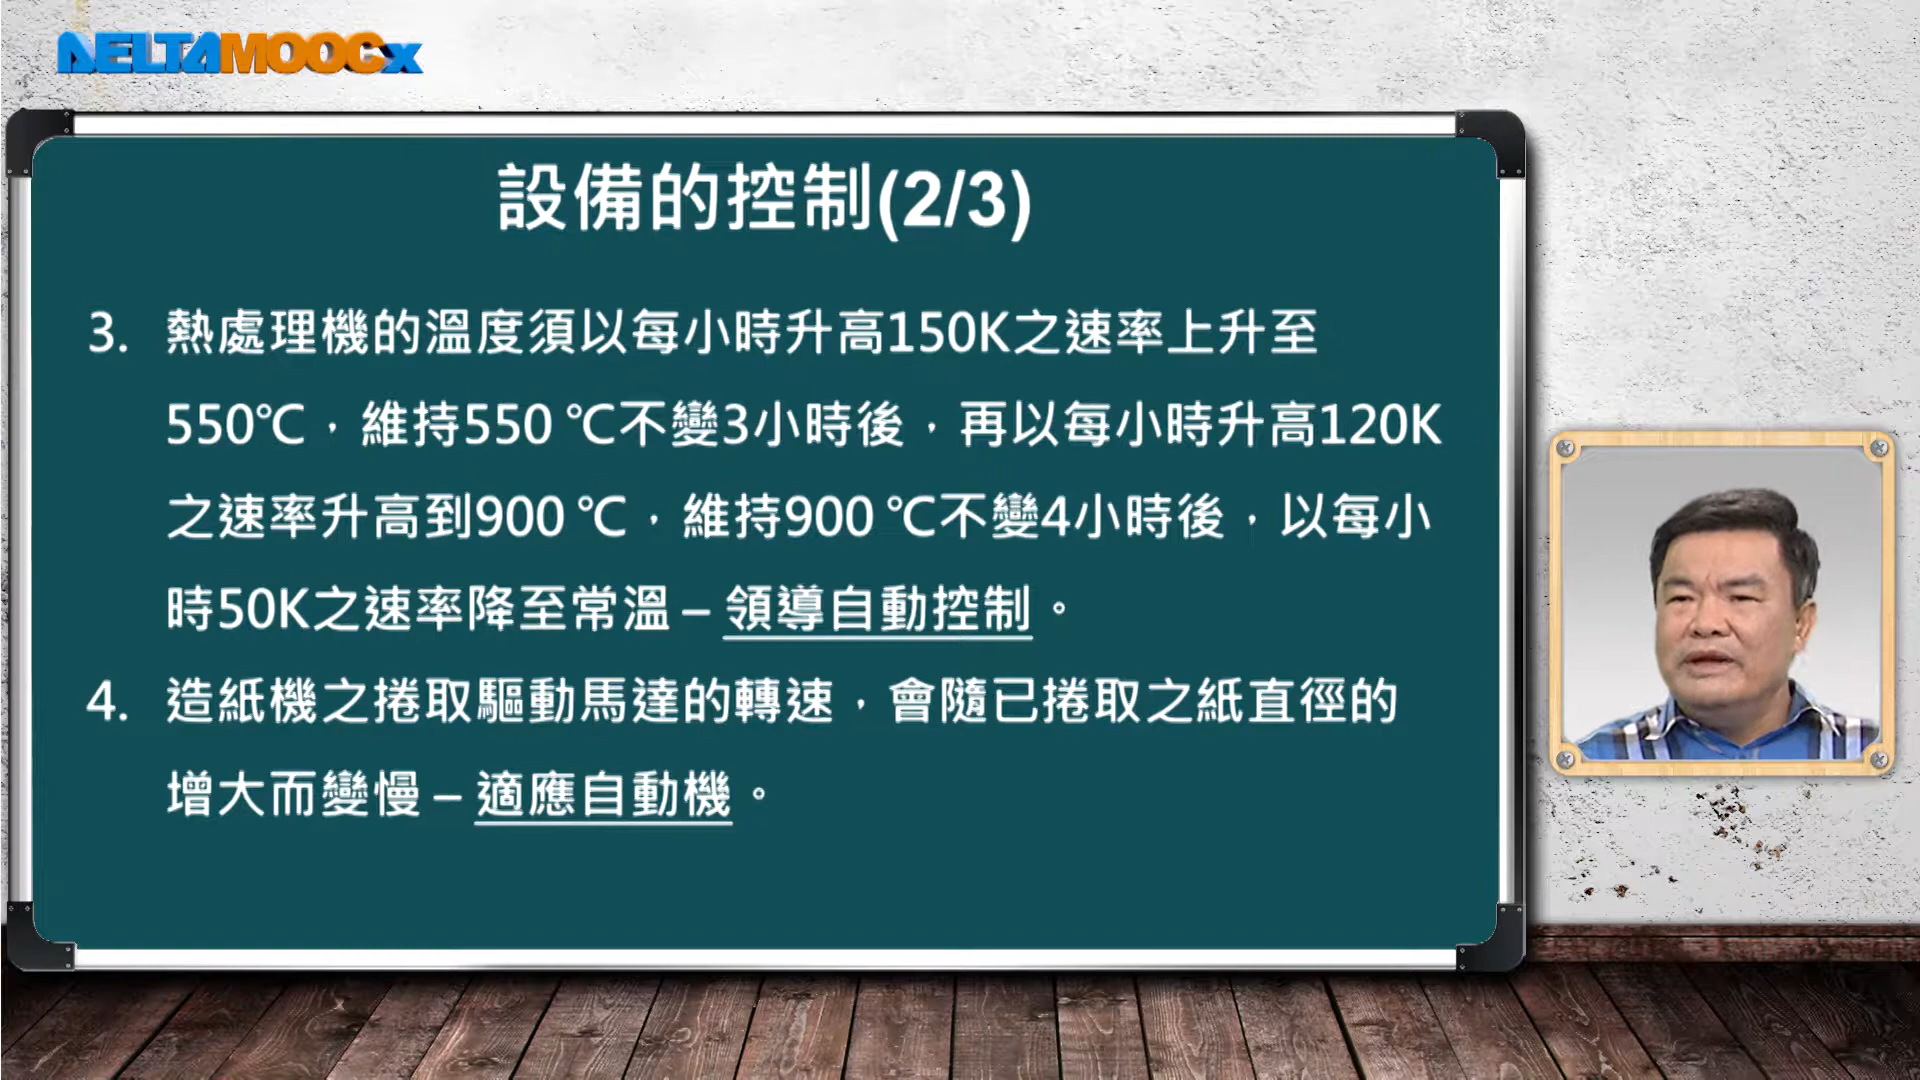 DELTAMOOCx
設備的控制(2/3)
3. 熱處理機的溫度須以每小時升高150K之速率上升至
550℃，維持550 ℃不變3小時後，再以每小時升高120K
之速率升高到900 ℃，維持900 ℃不變4小時後，以每小
時50K之速率降至常溫 – 領導自動控制。
4. 造紙機之捲取驅動馬達的轉速，會隨已捲取之紙直徑的
增大而變慢 – 適應自動機。